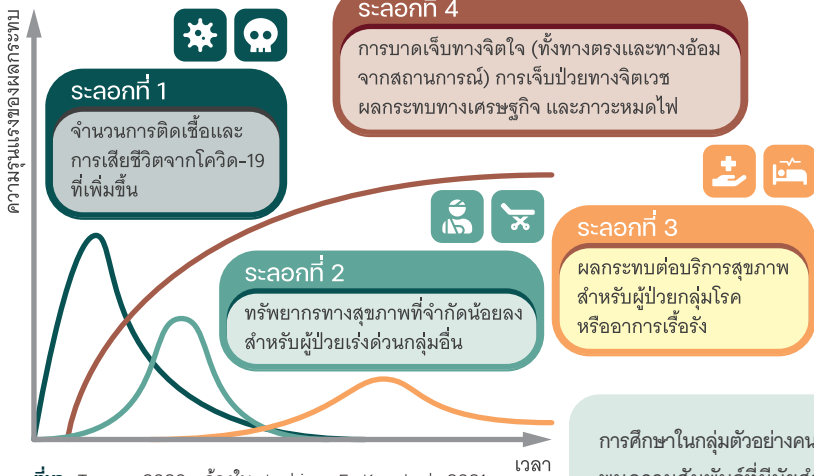 ความรุนแรงของผลกระทบ
ระลอกที่ 4
การบาดเจ็บทางจิตใจ (ทั้งทางตรงและทางอ้อม
จากสถานการณ์) การเจ็บป่วยทางจิตเวช
ผลกระทบทางเศรษฐกิจ และภาวะหมดไฟ
ระลอกที่ 1
จำนวนการติดเชื้อและ
การเสียชีวิตจากโควิด-19
ที่เพิ่มขึ้น
ระลอกที่ 3
ผลกระทบต่อบริการสุขภาพ
สำหรับผู้ป่วยกลุ่มโรค
หรืออาการเรื้อรัง
ระลอกที่ 2
ทรัพยากรทางสุขภาพที่จำกัดน้อยลง
สำหรับผู้ป่วยเร่งด่วนกลุ่มอื่น
เวลา
การศึกษาในกลุ่มตัวอย่างคน